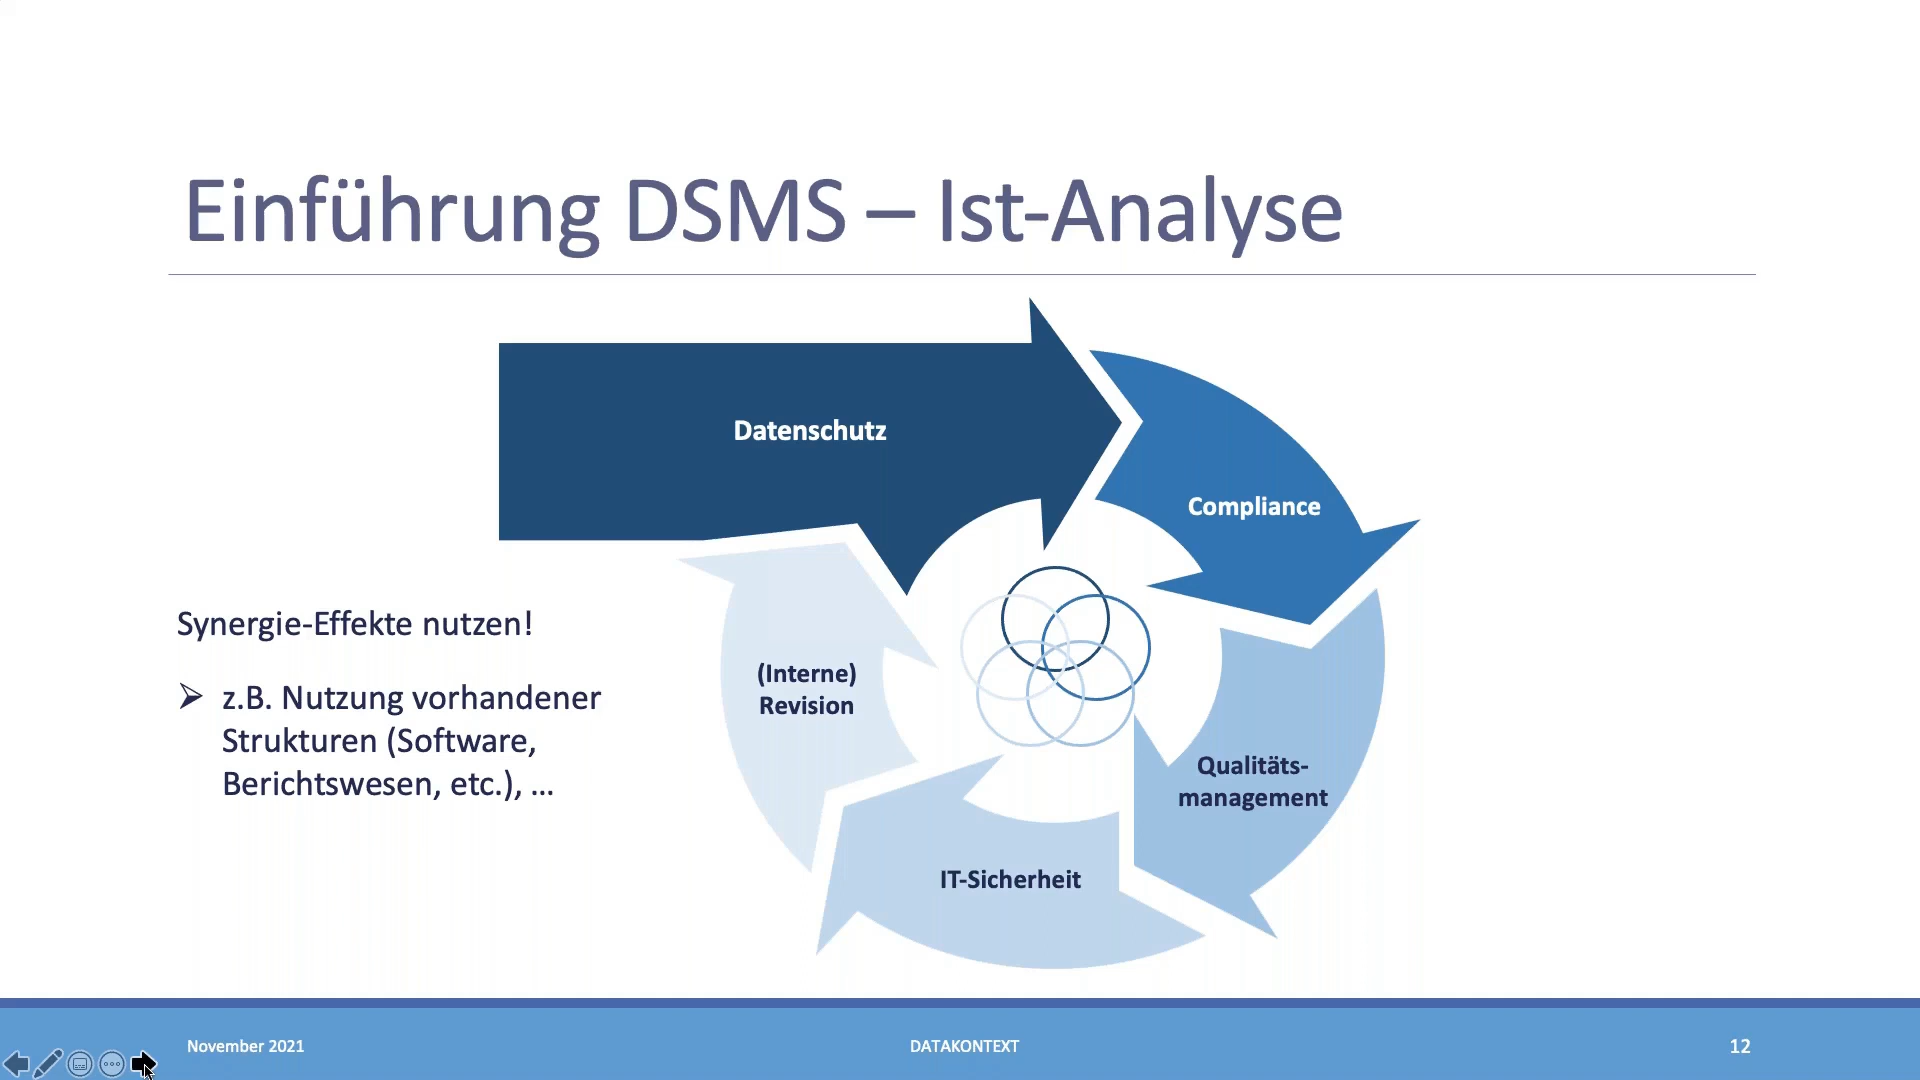 Einführung DSMS – Ist-Analyse
Datenschutz
Compliance
Synergie-Effekte nutzen!
z.B. Nutzung vorhandener
Strukturen (Software,
Berichtswesen, etc.), ...
(Interne)
Revision
Qualitäts-
management
IT-Sicherheit
November 2021
DATAKONTEXT
12